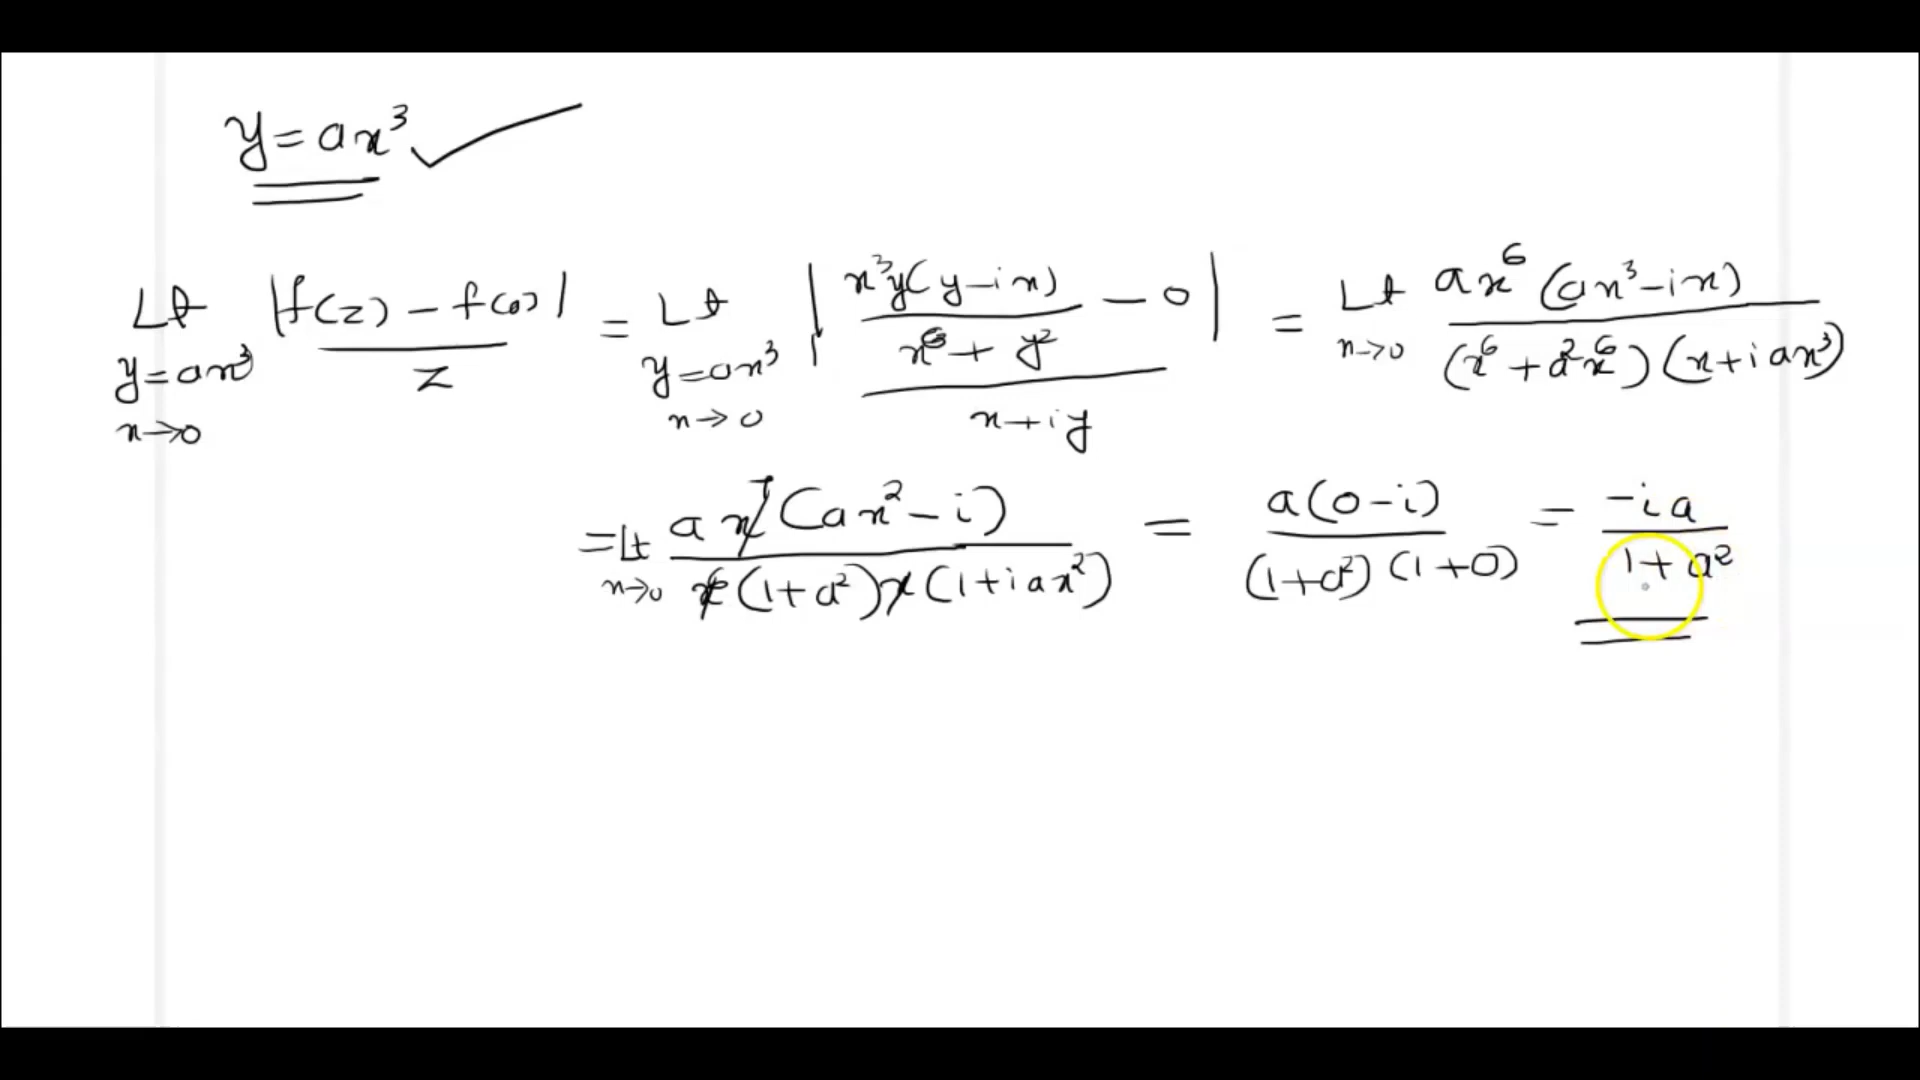 y = ax³
Lt y=ax³ x→0 |f(z) - f(0)| / z = Lt y=ax³ x→0 | x³y(y-ix) / x⁶ + y² - 0 | / x+iy = Lt x→0 ax⁶ (ax³-ix) / (x⁶+a²x⁶)(x+iax³)
= Lt x→0 ax⁷(ax²-i) / x⁶(1+a²)x(1+iax²) = a(0-i) / (1+a²)(1+0) = -ia / 1+a²